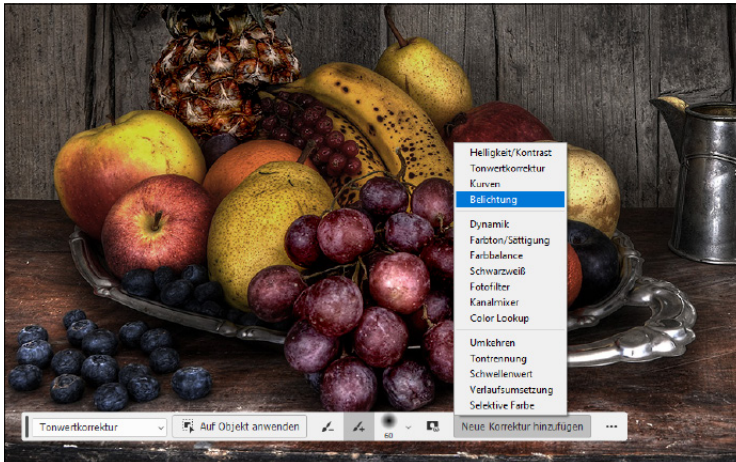 Helligkeit/Kontrast
Tonwertkorrektur
Kurven
Belichtung
Dynamik
Farbton/Sättigung
Farbbalance
Schwarzweiß
Fotofilter
Kanalmixer
Color Lookup
Umkehren
Tontrennung
Schwellenwert
Verlaufsumsetzung
Selektive Farbe
Tonwertkorrektur Auf Objekt anwenden 60 Neue Korrektur hinzufügen ...